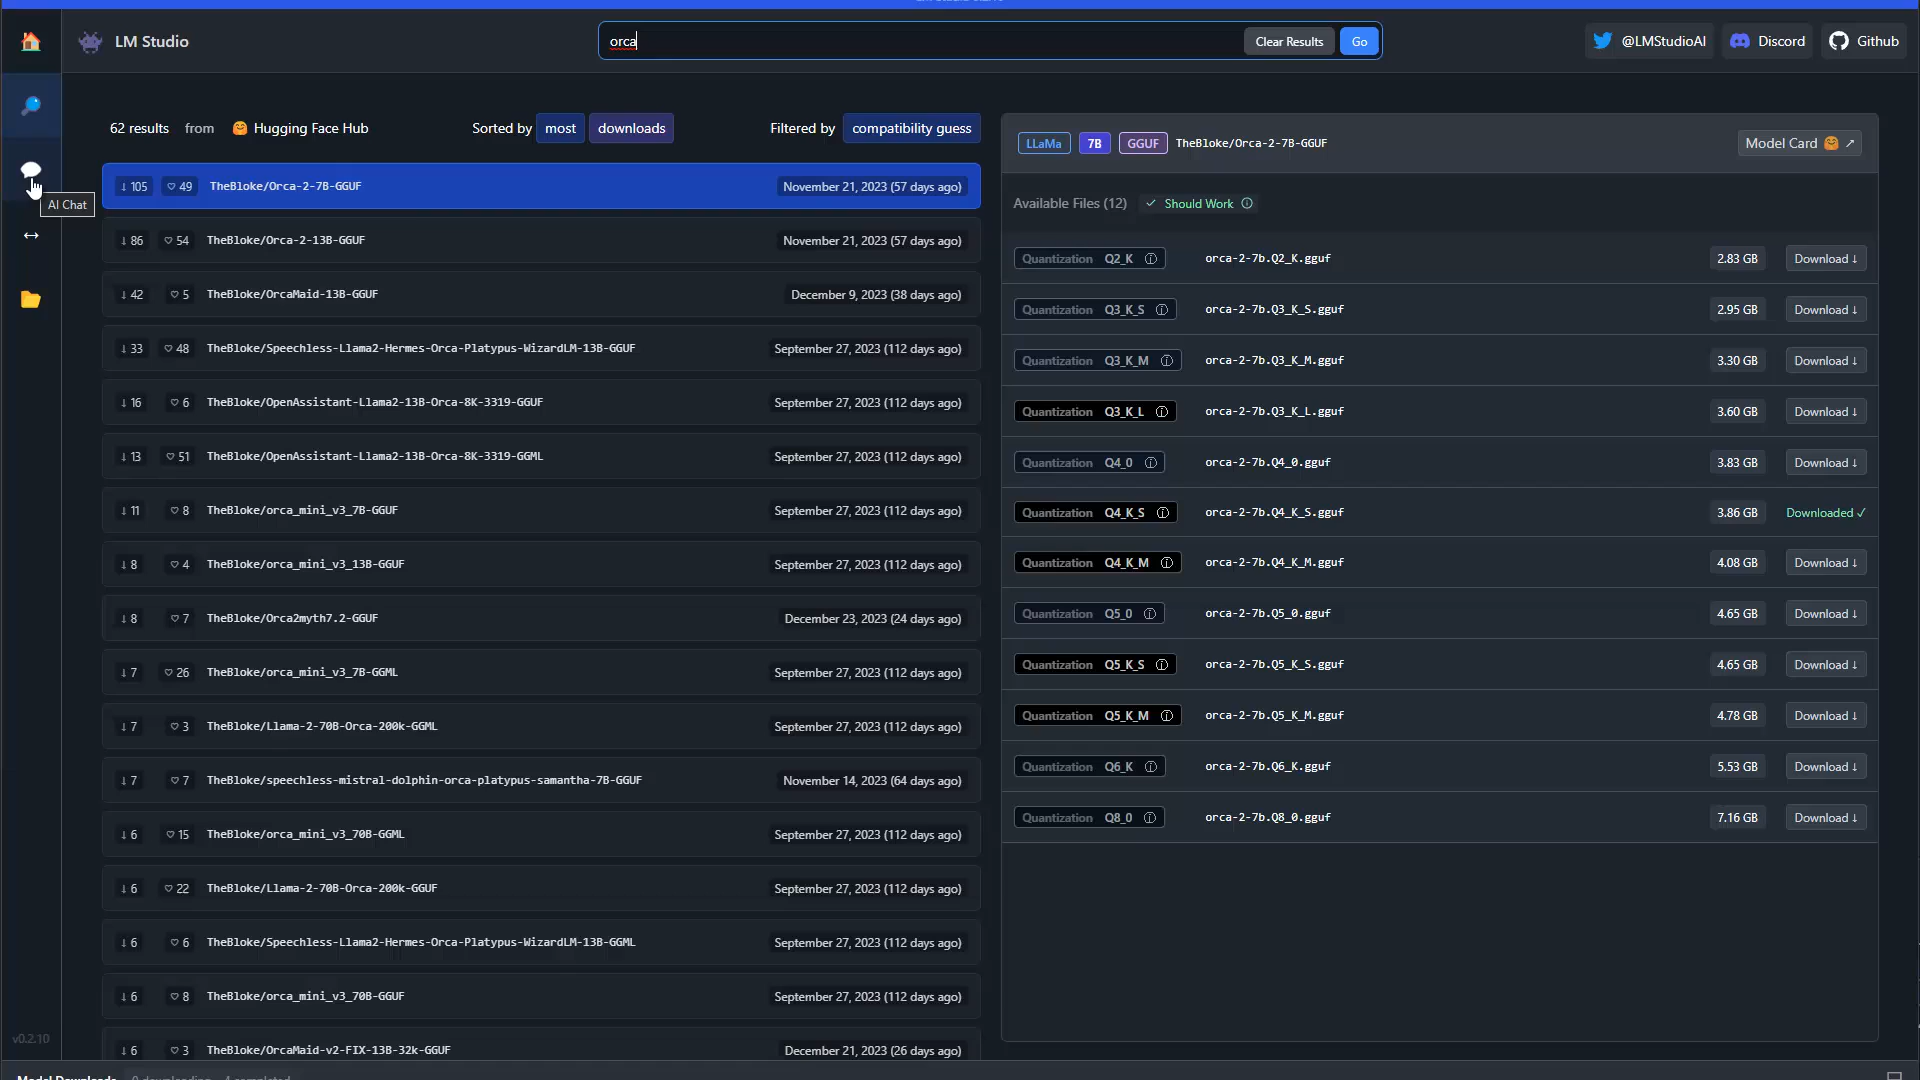 LM Studio
orca
Clear Results
Go
@LMStudioAI
Discord
Github
AI Chat
62 results from Hugging Face Hub
Sorted by most downloads
Filtered by compatibility guess
↓ 105 ♡ 49 TheBloke/Orca-2-7B-GGUF November 21, 2023 (57 days ago)
↓ 86 ♡ 54 TheBloke/Orca-2-13B-GGUF November 21, 2023 (57 days ago)
↓ 42 ♡ 5 TheBloke/OrcaMaid-13B-GGUF December 9, 2023 (38 days ago)
↓ 33 ♡ 48 TheBloke/Speechless-Llama2-Hermes-Orca-Platypus-WizardLM-13B-GGUF September 27, 2023 (112 days ago)
↓ 16 ♡ 6 TheBloke/OpenAssistant-Llama2-13B-Orca-8K-3319-GGUF September 27, 2023 (112 days ago)
↓ 13 ♡ 51 TheBloke/OpenAssistant-Llama2-13B-Orca-8K-3319-GGML September 27, 2023 (112 days ago)
↓ 11 ♡ 8 TheBloke/orca_mini_v3_7B-GGUF September 27, 2023 (112 days ago)
↓ 8 ♡ 4 TheBloke/orca_mini_v3_13B-GGUF September 27, 2023 (112 days ago)
↓ 8 ♡ 7 TheBloke/Orca2myth7.2-GGUF December 23, 2023 (24 days ago)
↓ 7 ♡ 26 TheBloke/orca_mini_v3_7B-GGML September 27, 2023 (112 days ago)
↓ 7 ♡ 3 TheBloke/Llama-2-70B-Orca-200k-GGML September 27, 2023 (112 days ago)
↓ 7 ♡ 7 TheBloke/speechless-mistral-dolphin-orca-platypus-samantha-7B-GGUF November 14, 2023 (64 days ago)
↓ 6 ♡ 15 TheBloke/orca_mini_v3_70B-GGML September 27, 2023 (112 days ago)
↓ 6 ♡ 22 TheBloke/Llama-2-70B-Orca-200k-GGUF September 27, 2023 (112 days ago)
↓ 6 ♡ 6 TheBloke/Speechless-Llama2-Hermes-Orca-Platypus-WizardLM-13B-GGML September 27, 2023 (112 days ago)
↓ 6 ♡ 8 TheBloke/orca_mini_v3_70B-GGUF September 27, 2023 (112 days ago)
↓ 6 ♡ 3 TheBloke/OrcaMaid-v2-FIX-13B-32k-GGUF December 21, 2023 (26 days ago)
LLaMa 7B GGUF TheBloke/Orca-2-7B-GGUF
Model Card ↗
Available Files (12) ✓ Should Work
Quantization Q2_K orca-2-7b.Q2_K.gguf 2.83 GB Download ↓
Quantization Q3_K_S orca-2-7b.Q3_K_S.gguf 2.95 GB Download ↓
Quantization Q3_K_M orca-2-7b.Q3_K_M.gguf 3.30 GB Download ↓
Quantization Q3_K_L orca-2-7b.Q3_K_L.gguf 3.60 GB Download ↓
Quantization Q4_0 orca-2-7b.Q4_0.gguf 3.83 GB Download ↓
Quantization Q4_K_S orca-2-7b.Q4_K_S.gguf 3.86 GB Downloaded ✓
Quantization Q4_K_M orca-2-7b.Q4_K_M.gguf 4.08 GB Download ↓
Quantization Q5_0 orca-2-7b.Q5_0.gguf 4.65 GB Download ↓
Quantization Q5_K_S orca-2-7b.Q5_K_S.gguf 4.65 GB Download ↓
Quantization Q5_K_M orca-2-7b.Q5_K_M.gguf 4.78 GB Download ↓
Quantization Q6_K orca-2-7b.Q6_K.gguf 5.53 GB Download ↓
Quantization Q8_0 orca-2-7b.Q8_0.gguf 7.16 GB Download ↓
v0.2.10
Model Downloads 0 downloading 4 completed